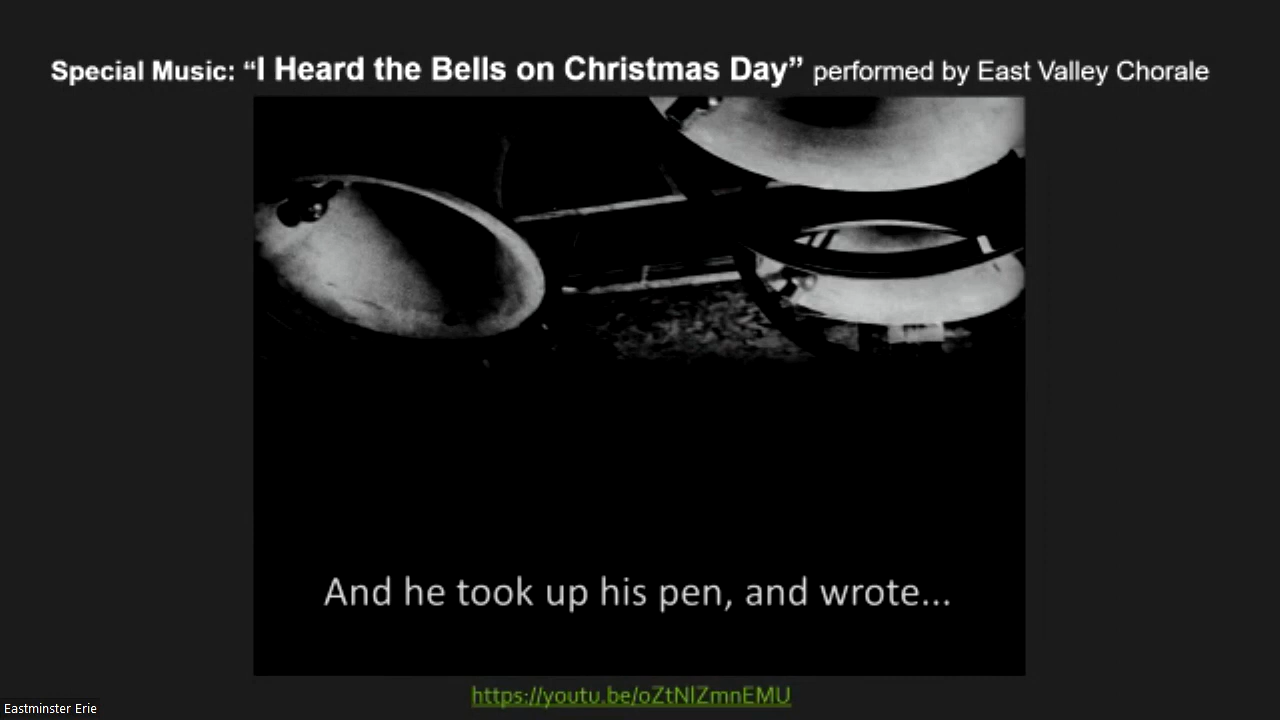 Special Music: “I Heard the Bells on Christmas Day” performed by East Valley Chorale
And he took up his pen, and wrote...
https://youtu.be/oZtNlZmnEMU
Eastminster Erie